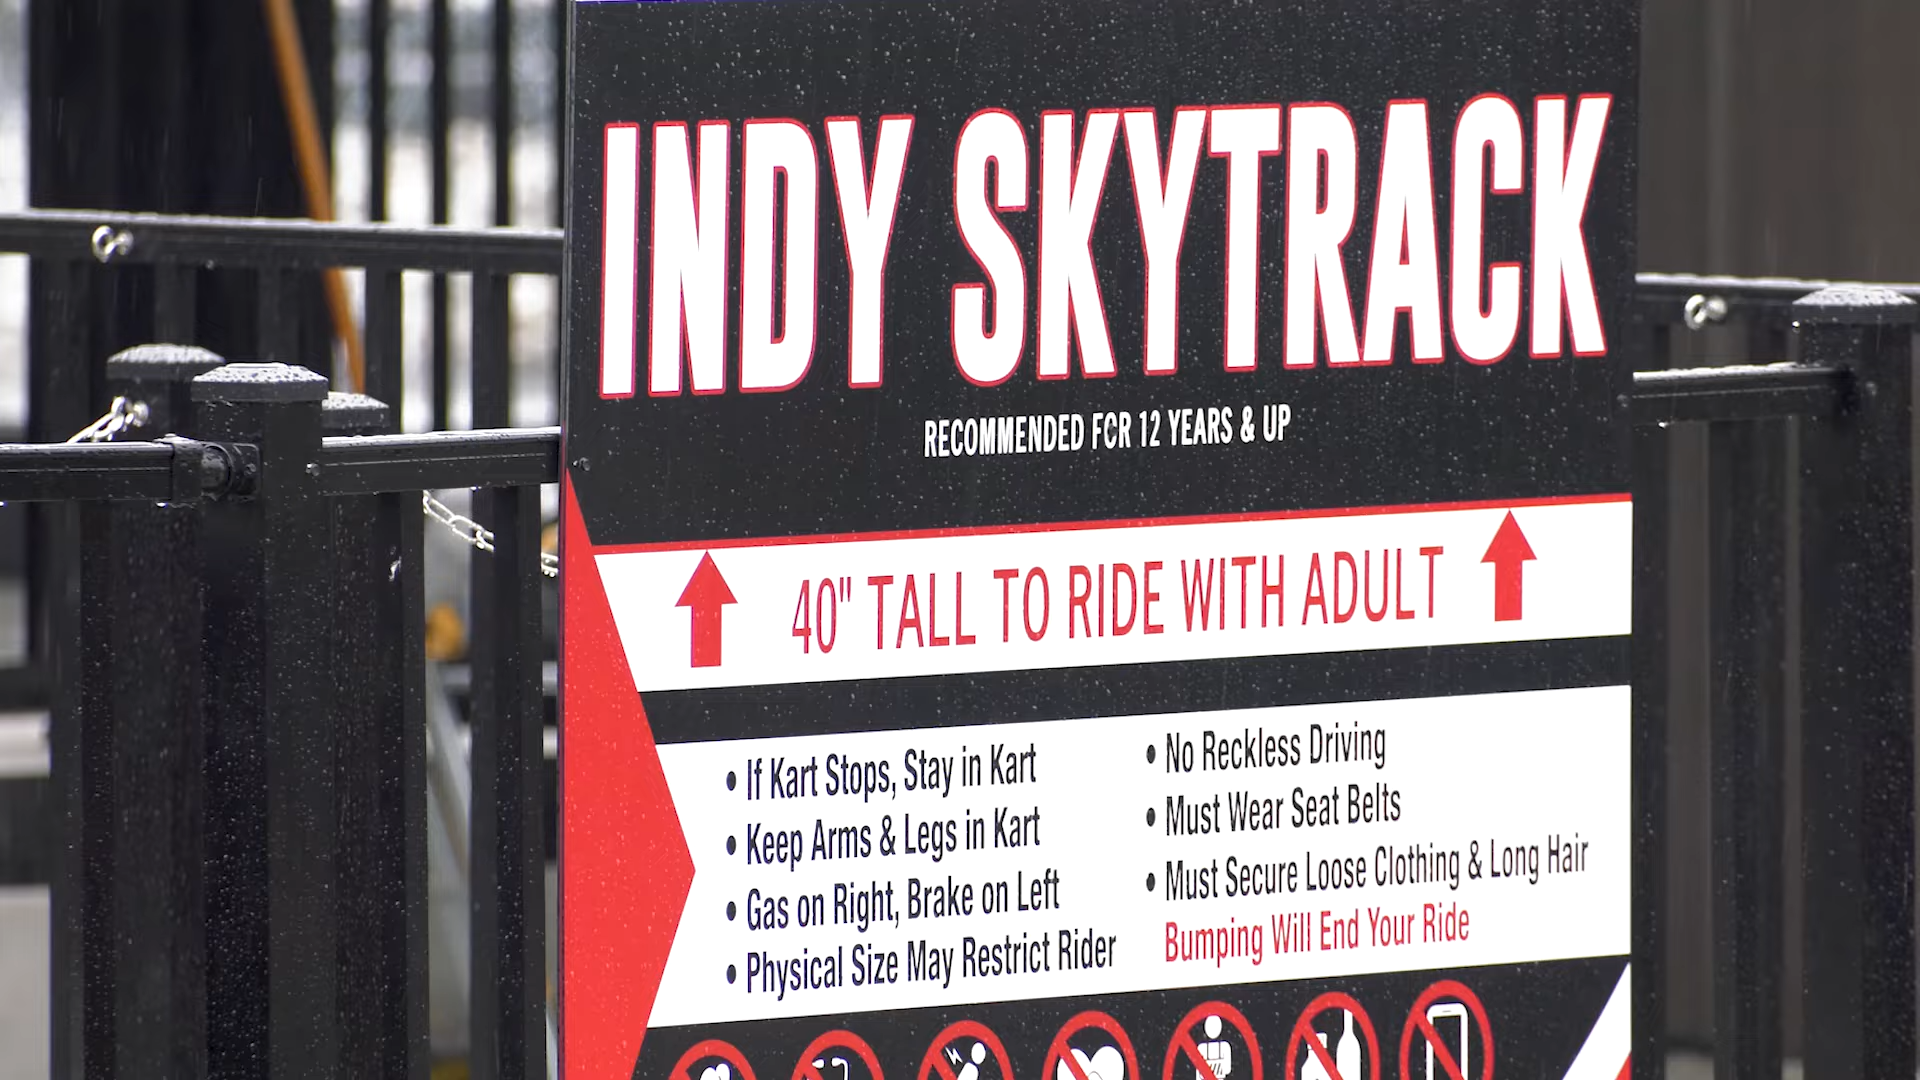 INDY SKYTRACK
RECOMMENDED FOR 12 YEARS & UP
40" TALL TO RIDE WITH ADULT
• If Kart Stops, Stay in Kart
• Keep Arms & Legs in Kart
• Gas on Right, Brake on Left
• Physical Size May Restrict Rider
• No Reckless Driving
• Must Wear Seat Belts
• Must Secure Loose Clothing & Long Hair
Bumping Will End Your Ride